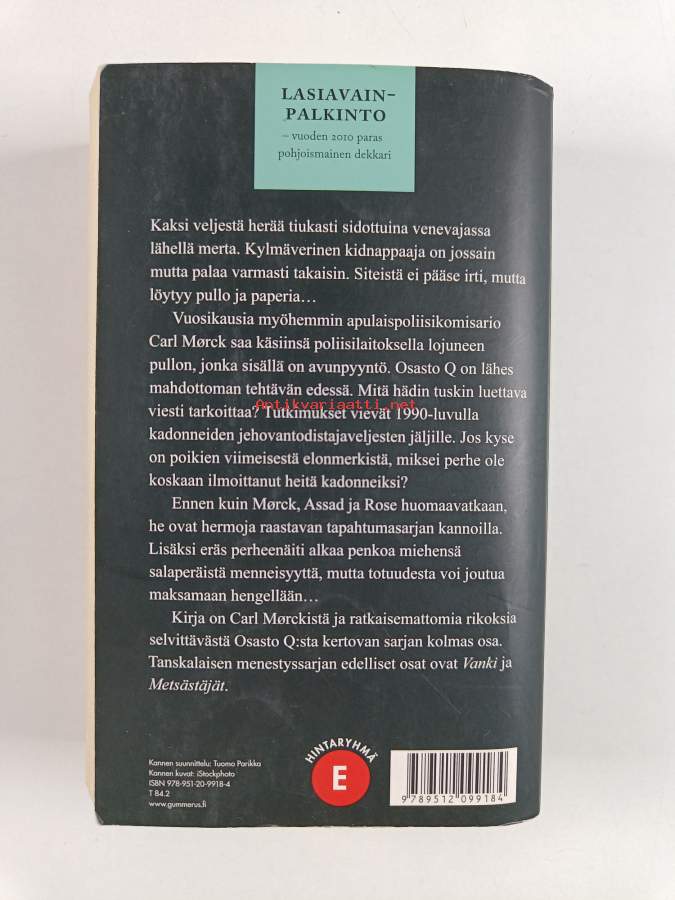 LASIAVAIN-
PALKINTO
– vuoden 2010 paras
pohjoismainen dekkari
Kaksi veljestä herää tiukasti sidottuina venevajassa
lähellä merta. Kylmäverinen kidnappaaja on jossain
mutta palaa varmasti takaisin. Siteistä ei pääse irti, mutta
löytyy pullo ja paperia…
Vuosikausia myöhemmin apulaispoliisikomisario
Carl Mørck saa käsiinsä poliisilaitoksella lojuneen
pullon, jonka sisällä on avunpyyntö. Osasto Q on lähes
mahdottoman tehtävän edessä. Mitä hädin tuskin luettava
viesti tarkoittaa? Tutkimukset vievät 1990-luvulla
Antikvariaatti.net
kadonneiden jehovantodistajaveljesten jäljille. Jos kyse
on poikien viimeisestä elonmerkistä, miksei perhe ole
koskaan ilmoittanut heitä kadonneiksi?
Ennen kuin Mørck, Assad ja Rose huomaavatkaan,
he ovat hermoja raastavan tapahtumasarjan kannoilla.
Lisäksi eräs perheenäiti alkaa penkoa miehensä
salaperäistä menneisyyttä, mutta totuudesta voi joutua
maksamaan hengellään…
Kirja on Carl Mørckistä ja ratkaisemattomia rikoksia
selvittävästä Osasto Q:sta kertovan sarjan kolmas osa.
Tanskalaisen menestyssarjan edelliset osat ovat Vanki ja
Metsästäjät.
Kannen suunnittelu: Tuomo Parikka
Kannen kuvat: iStockphoto
ISBN 978-951-20-9918-4
T 84.2
www.gummerus.fi
HINTARYHMÄ
E
9 789512 099184